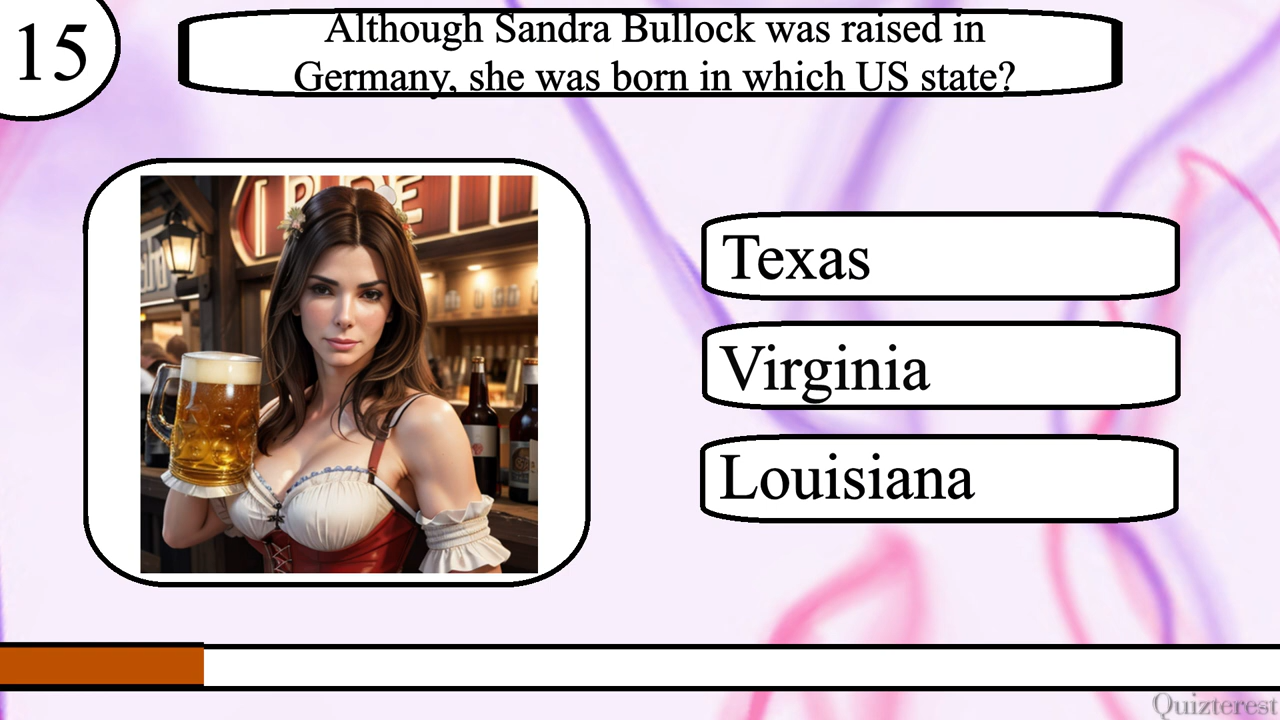 15
Although Sandra Bullock was raised in
Germany, she was born in which US state?
Texas
Virginia
Louisiana
Quizterest